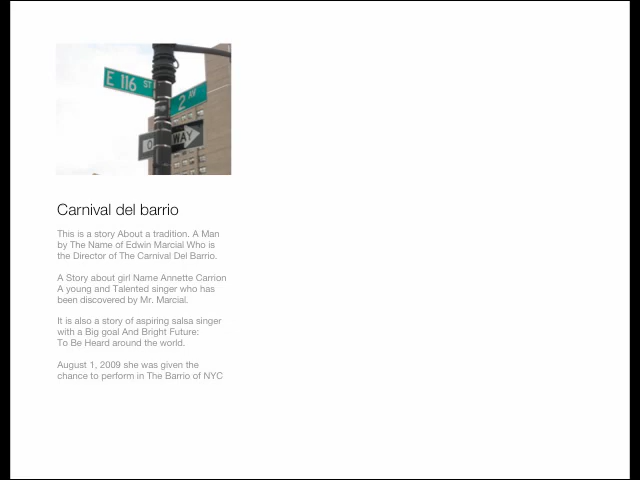 E 116 ST
2 AV
O WAY
Carnival del barrio
This is a story About a tradition. A Man
by The Name of Edwin Marcial Who is
the Director of The Carnival Del Barrio.
A Story about girl Name Annette Carrion
A young and Talented singer who has
been discovered by Mr. Marcial.
It is also a story of aspiring salsa singer
with a Big goal And Bright Future:
To Be Heard around the world.
August 1, 2009 she was given the
chance to perform in The Barrio of NYC